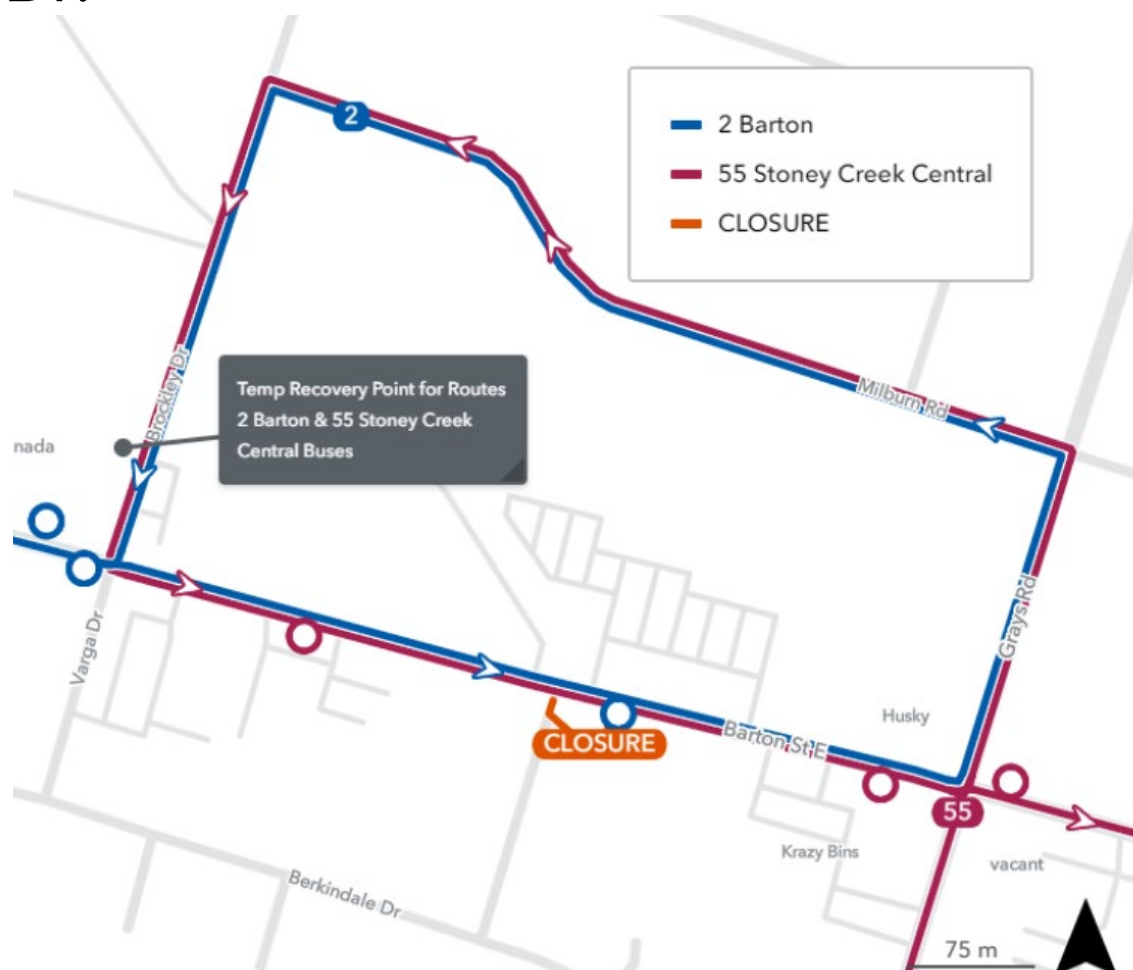 2
2 Barton
55 Stoney Creek Central
CLOSURE
Milburn Rd
Brockley Dr
Temp Recovery Point for Routes
2 Barton & 55 Stoney Creek
Central Buses
nada
Grays Rd
Varga Dr
Husky
CLOSURE
Barton St E
55
Krazy Bins
vacant
Berkindale Dr
75 m